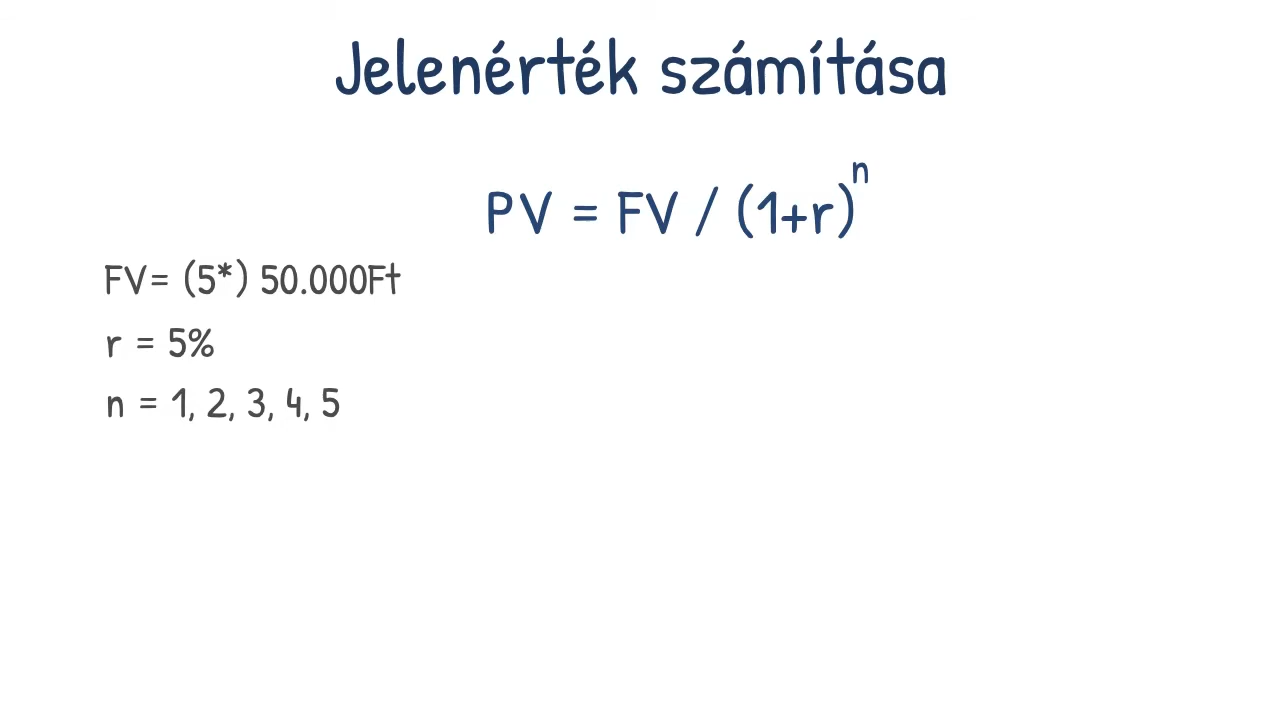 Jelenérték számítása
PV = FV / (1+r)^n
FV= (5*) 50.000Ft
r = 5%
n = 1, 2, 3, 4, 5